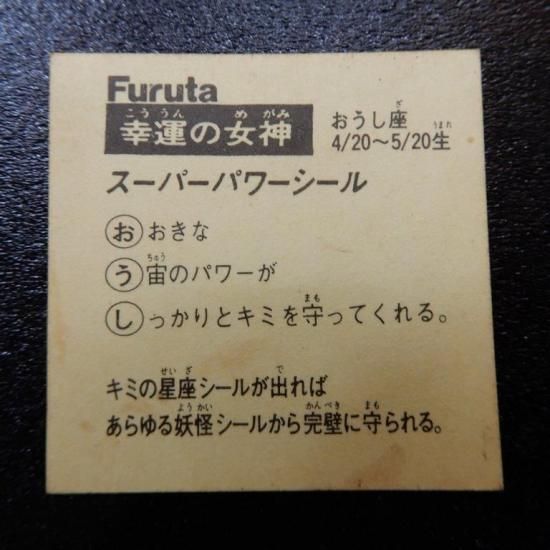 Furuta
幸運の女神
おうし座
4/20～5/20生
スーパーパワーシール
おおきな
う宙のパワーが
しっかりとキミを守ってくれる。
キミの星座シールが出れば
あらゆる妖怪シールから完壁に守られる。